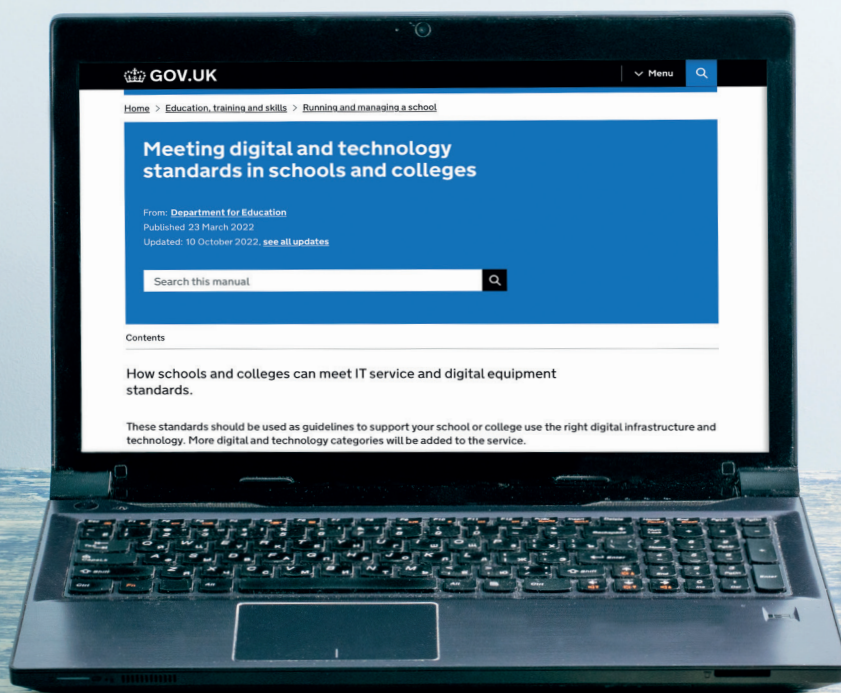 GOV.UK
Menu
Home > Education, training and skills > Running and managing a school
Meeting digital and technology
standards in schools and colleges
From: Department for Education
Published 23 March 2022
Updated: 10 October 2022, see all updates
Search this manual
Contents
How schools and colleges can meet IT service and digital equipment
standards.
These standards should be used as guidelines to support your school or college use the right digital infrastructure and
technology. More digital and technology categories will be added to the service.